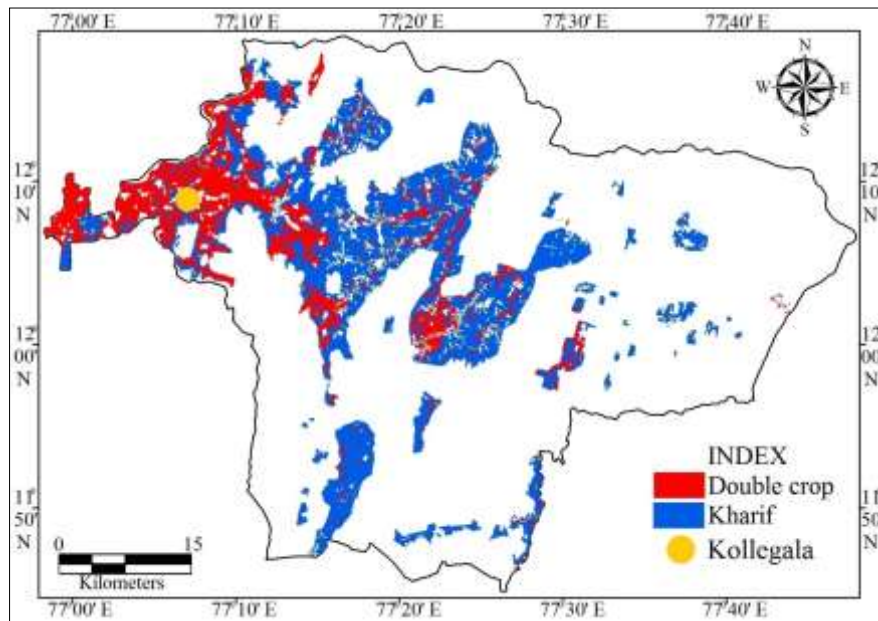 77°00' E 77°10' E 77°20' E 77°30' E 77°40' E
N
W E
S
12° 10' N 12° 10' N
12° 00' N 12° 00' N
INDEX
Double crop
Kharif
Kollegala
11° 50' N 11° 50' N
0 15
Kilometers
77°00' E 77°10' E 77°20' E 77°30' E 77°40' E